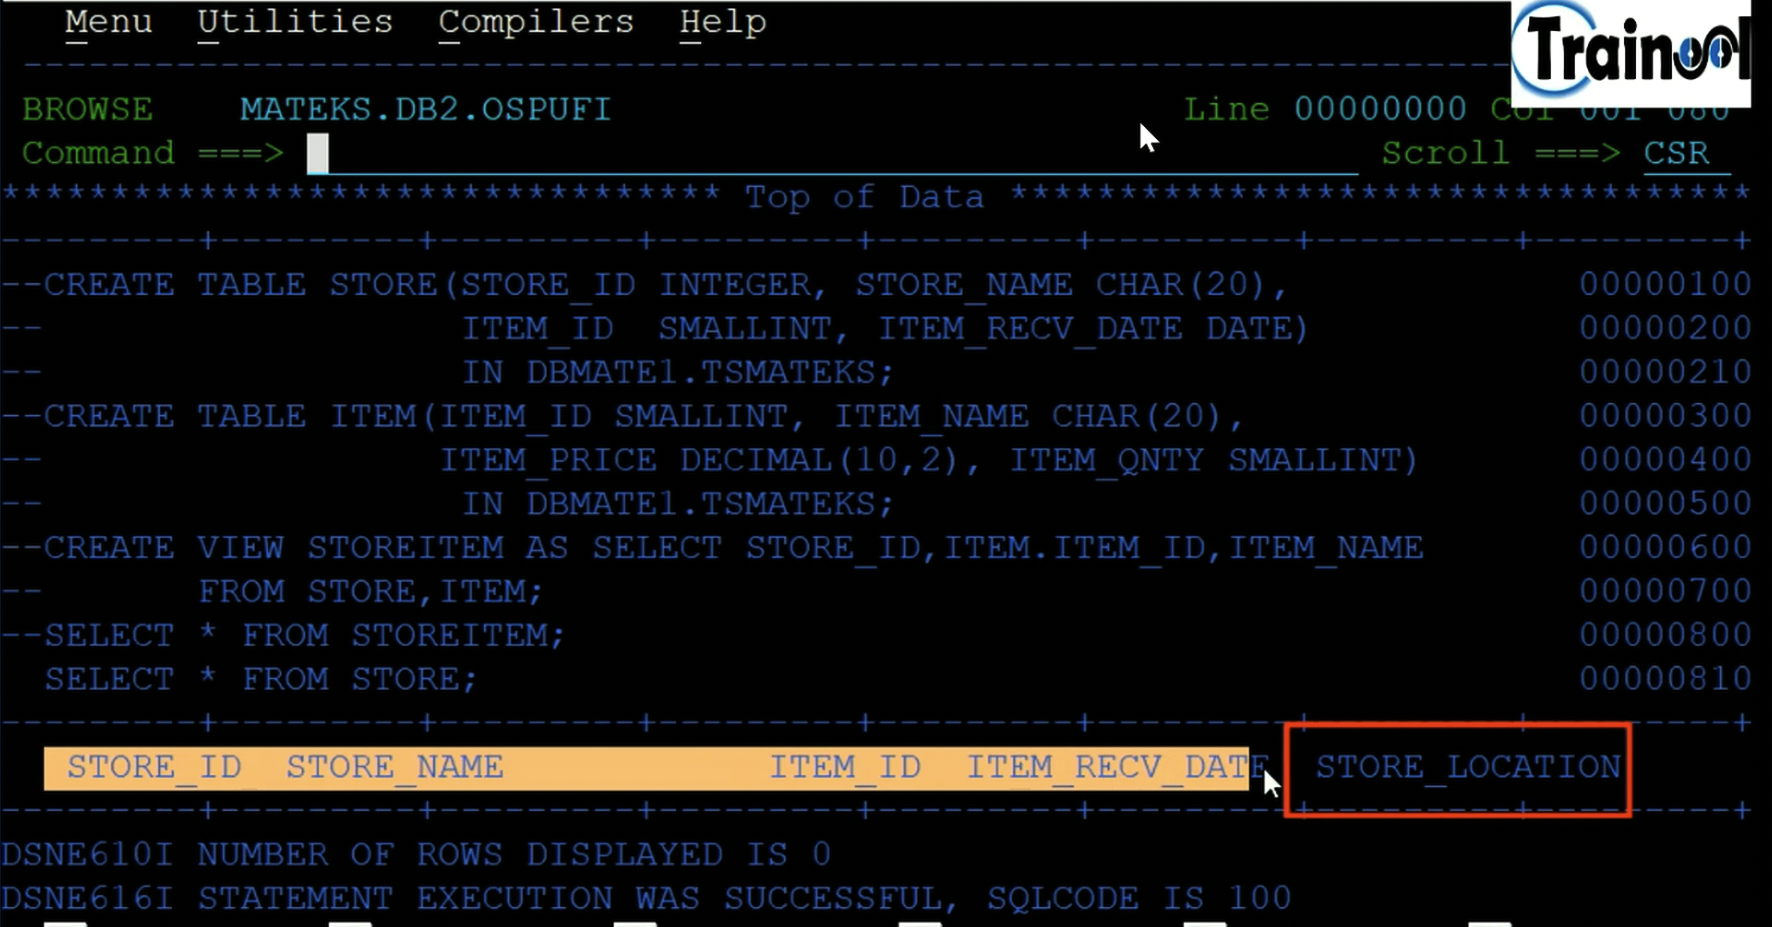 Menu Utilities Compilers Help
Trainool
BROWSE MATEKS.DB2.OSPUFI Line 00000000 Col 001 080
Command ===> Scroll ===> CSR
********************************* Top of Data **********************************
---------+---------+---------+---------+---------+---------+---------+---------+
--CREATE TABLE STORE(STORE_ID INTEGER, STORE_NAME CHAR(20), 00000100
-- ITEM_ID SMALLINT, ITEM_RECV_DATE DATE) 00000200
-- IN DBMATE1.TSMATEKS; 00000210
--CREATE TABLE ITEM(ITEM_ID SMALLINT, ITEM_NAME CHAR(20), 00000300
-- ITEM_PRICE DECIMAL(10,2), ITEM_QNTY SMALLINT) 00000400
-- IN DBMATE1.TSMATEKS; 00000500
--CREATE VIEW STOREITEM AS SELECT STORE_ID,ITEM.ITEM_ID,ITEM_NAME 00000600
-- FROM STORE,ITEM; 00000700
--SELECT * FROM STOREITEM; 00000800
SELECT * FROM STORE; 00000810
---------+---------+---------+---------+---------+---------+---------+---------+
STORE_ID STORE_NAME ITEM_ID ITEM_RECV_DATE STORE_LOCATION
---------+---------+---------+---------+---------+---------+---------+---------+
DSNE610I NUMBER OF ROWS DISPLAYED IS 0
DSNE616I STATEMENT EXECUTION WAS SUCCESSFUL, SQLCODE IS 100